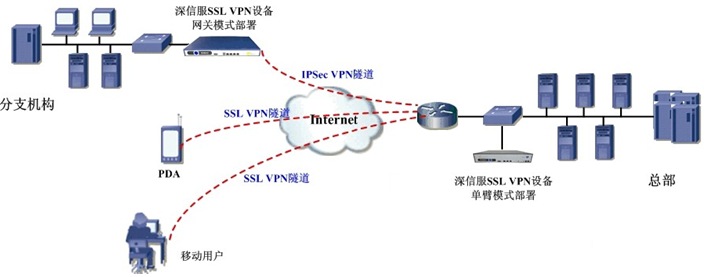 深信服SSL VPN设备
网关模式部署
IPSec VPN隧道
分支机构
SSL VPN隧道
Internet
PDA
SSL VPN隧道
深信服SSL VPN设备
单臂模式部署
总部
移动用户